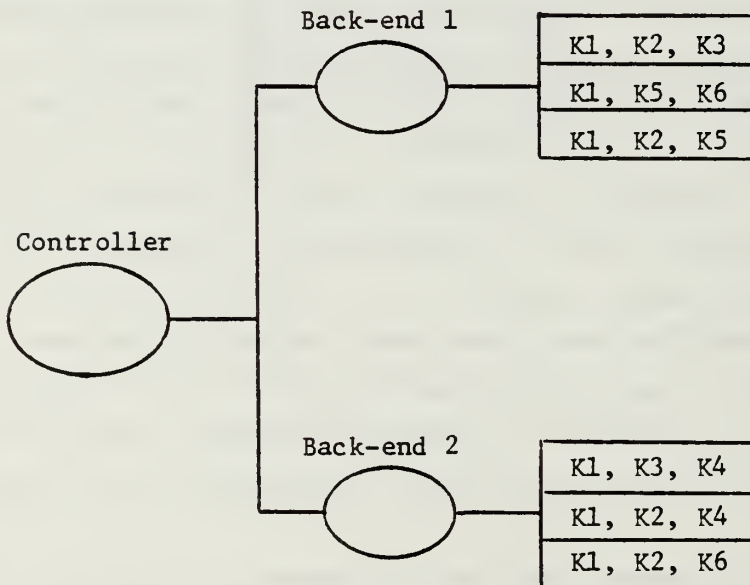 Back-end 1
K1, K2, K3
K1, K5, K6
K1, K2, K5
Controller
Back-end 2
K1, K3, K4
K1, K2, K4
K1, K2, K6